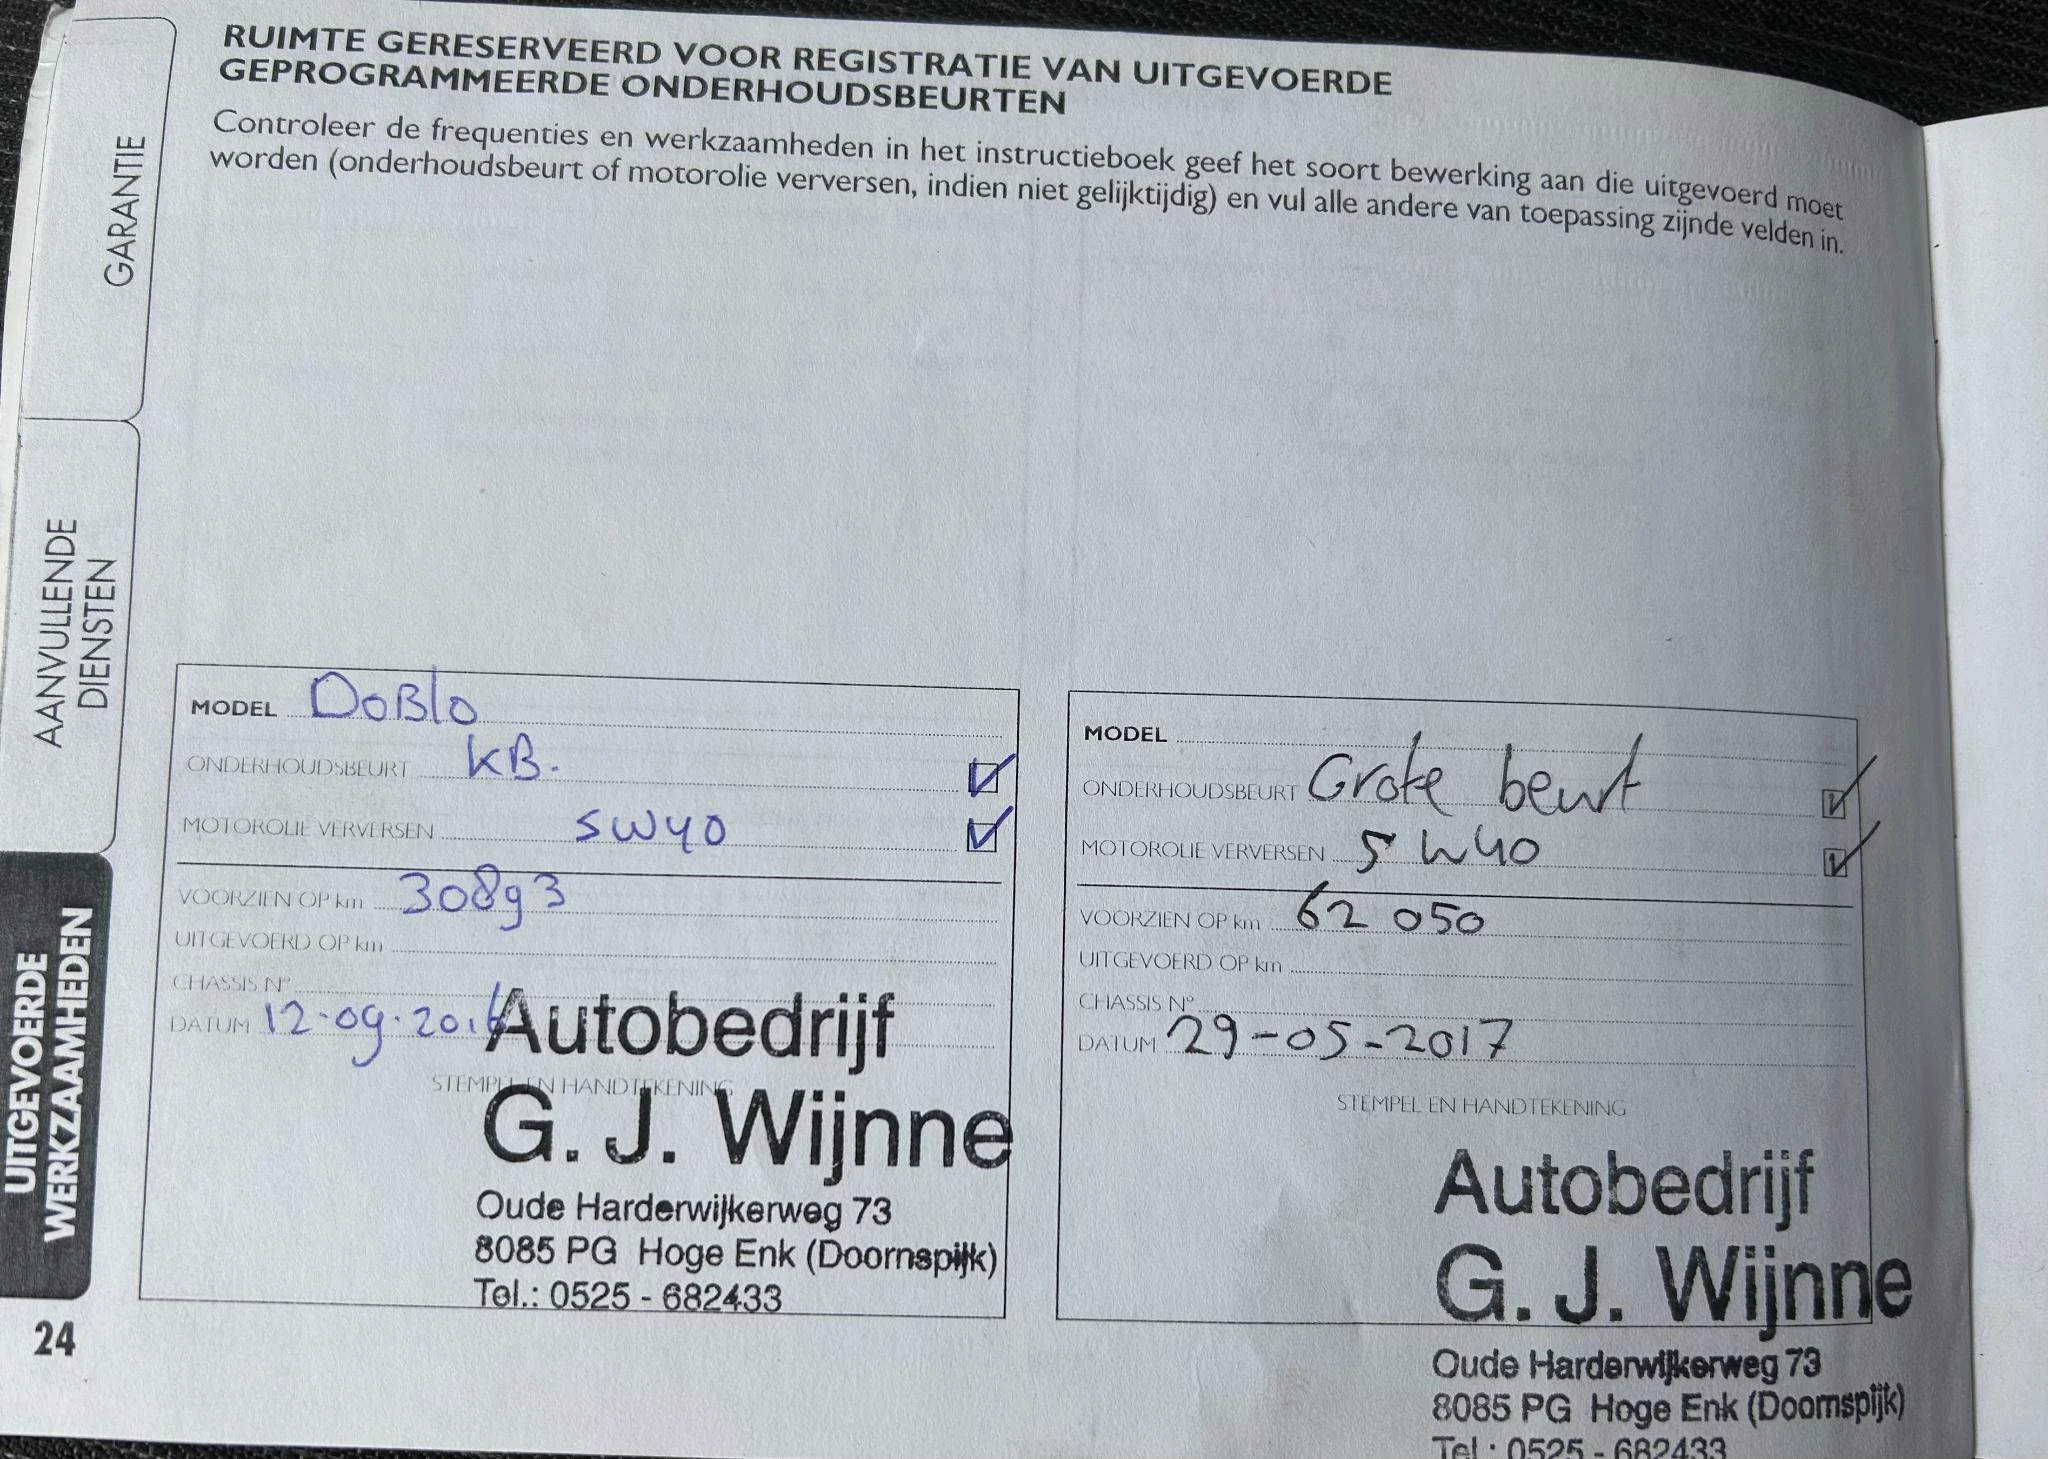 RUIMTE GERESERVEERD VOOR REGISTRATIE VAN UITGEVOERDE
GEPROGRAMMEERDE ONDERHOUDSBEURTEN
Controleer de frequenties en werkzaamheden in het instructieboek geef het soort bewerking aan die uitgevoerd moet
worden (onderhoudsbeurt of motorolie verversen, indien niet gelijktijdig) en vul alle andere van toepassing zijnde velden in.
GARANTIE
AANVULLENDE
DIENSTEN
UITGEVOERDE
WERKZAAMHEDEN
24
MODEL DoBlo
ONDERHOUDSBEURT KB.
MOTOROLIE VERVERSEN 5W40
VOORZIEN OP km 30893
UITGEVOERD OP km
CHASSIS N°
DATUM 12-09-2016
STEMPEL EN HANDTEKENING
Autobedrijf
G. J. Wijnne
Oude Harderwijkerweg 73
8085 PG Hoge Enk (Doornspijk)
Tel.: 0525 - 682433
MODEL
ONDERHOUDSBEURT Grote beurt
MOTOROLIE VERVERSEN 5W40
VOORZIEN OP km 62 050
UITGEVOERD OP km
CHASSIS N°
DATUM 29-05-2017
STEMPEL EN HANDTEKENING
Autobedrijf
G. J. Wijnne
Oude Harderwijkerweg 73
8085 PG Hoge Enk (Doornspijk)
Tel.: 0525 - 682433